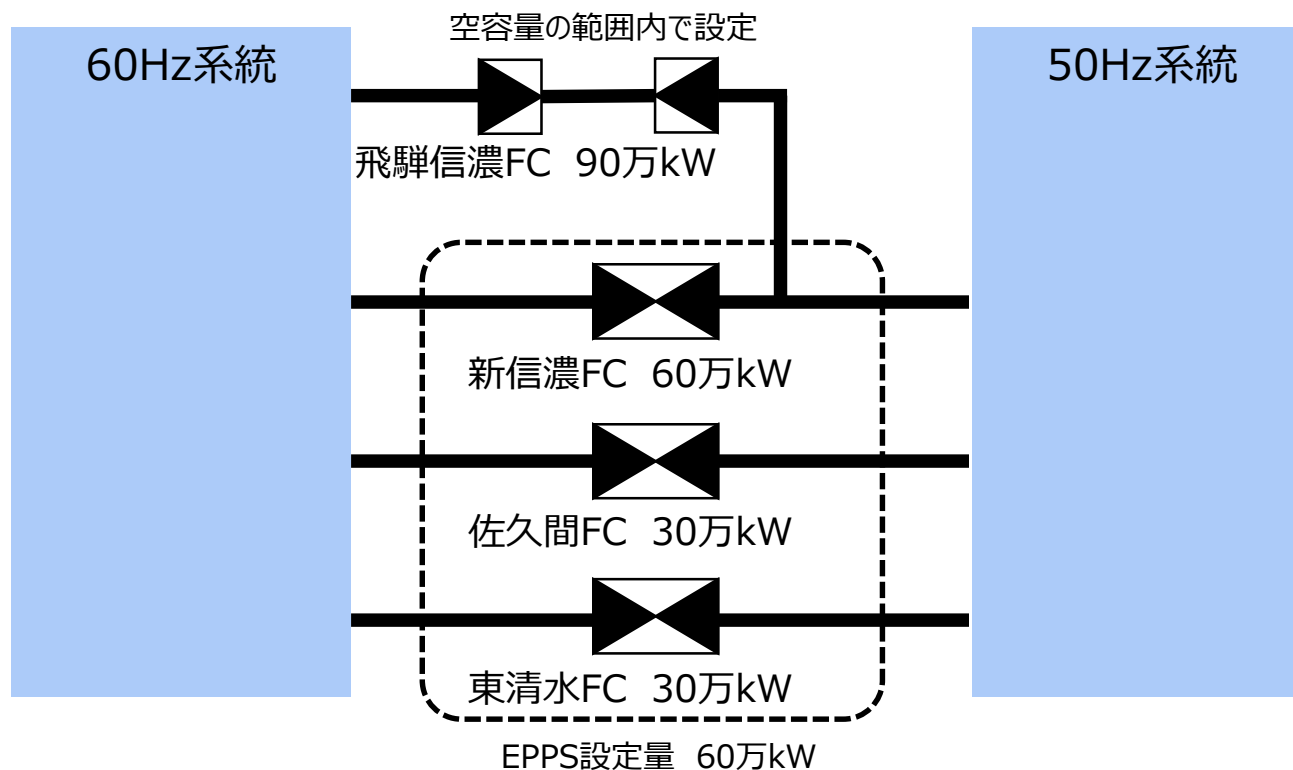 空容量の範囲内で設定
60Hz系統
50Hz系統
飛騨信濃FC 90万kW
新信濃FC 60万kW
佐久間FC 30万kW
東清水FC 30万kW
EPPS設定量 60万kW